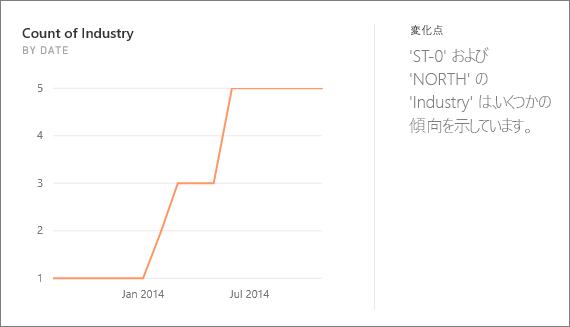 Count of Industry
BY DATE
5
4
3
2
1
Jan 2014
Jul 2014
変化点
'ST-0' および
'NORTH' の
'Industry' は、いくつかの
傾向を示しています。